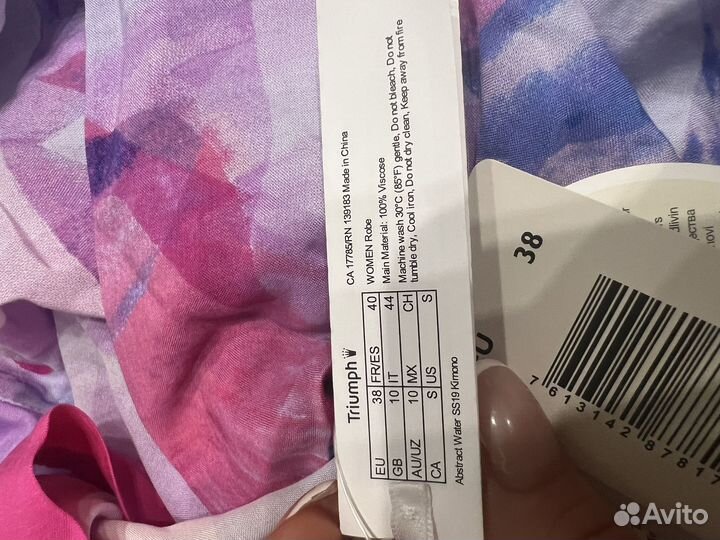 Triumph
EU 38 FR/ES 40
GB 10 IT 44
AU/UZ 10 MX CH
CA S US S
Abstract Water SS19 Kimono
CA 17785/RN 139183 Made in China
WOMEN Robe
Main Material: 100% Viscose
Machine wash 30°C (85°F) gentle, Do not bleach, Do not
tumble dry, Cool iron, Do not dry clean, Keep away from fire
38
7 613142 87817
Avito